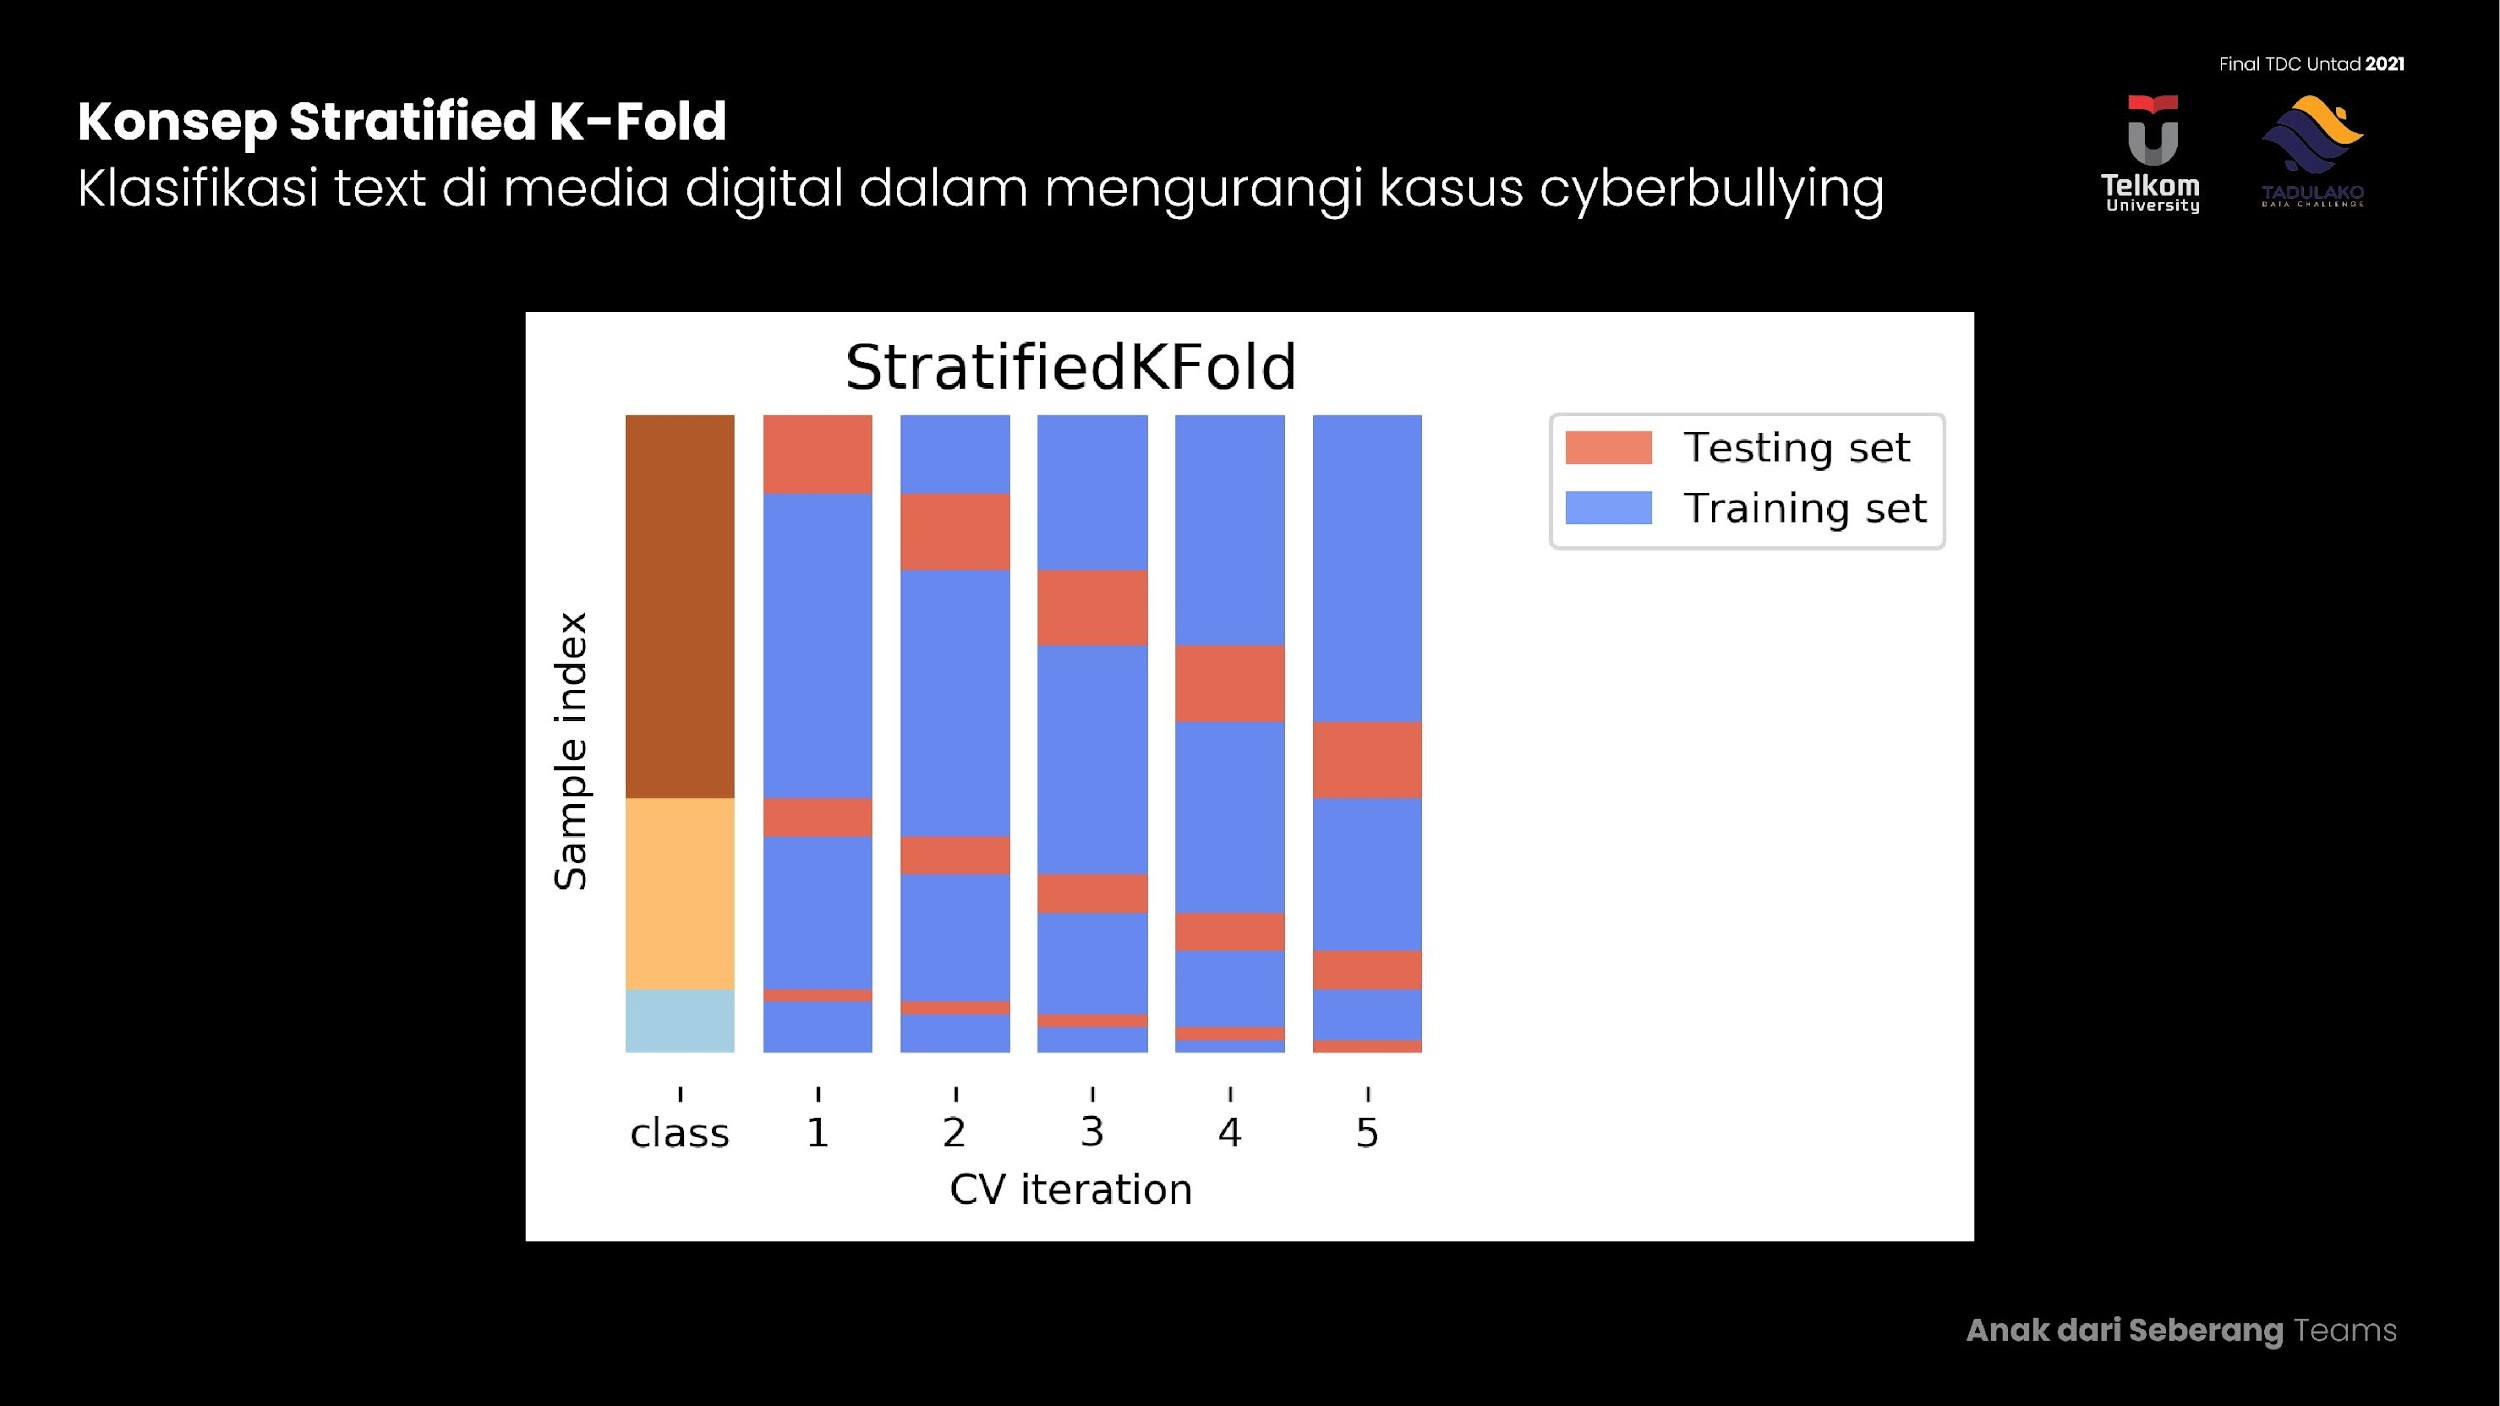 Final TDC Untad 2021
Konsep Stratified K-Fold
Klasifikasi text di media digital dalam mengurangi kasus cyberbullying
Telkom
University
TADULAKO
DATA CHALLENGE
StratifiedKFold
Testing set
Training set
Sample index
class 1 2 3 4 5
CV iteration
Anak dari Seberang Teams